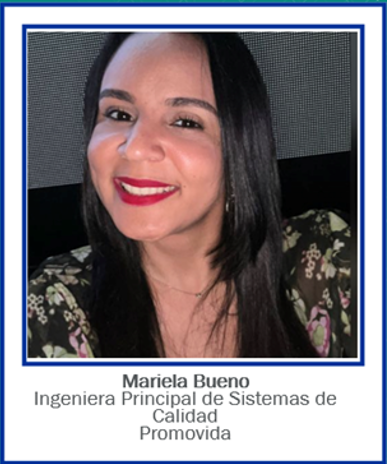 Mariela Bueno
Ingeniera Principal de Sistemas de
Calidad
Promovida